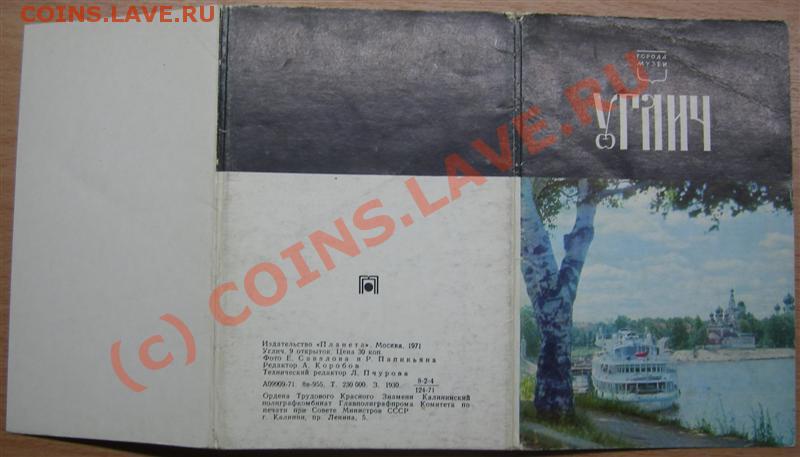 COINS.LAVE.RU
ГОРОДА
МУЗЕИ
УГЛИЧ
(c) COINS.LAVE.RU
Издательство «Планета». Москва. 1971
Углич. 9 открыток. Цена 30 коп.
Фото Е. Савалова и Р. Папикьяна
Редактор А. Коробов
Технический редактор Л. Пчурова
А09909-71. 8п-955. Т. 230 000. З. 1930. 8-2-4
124-71
Ордена Трудового Красного Знамени Калининский
полиграфкомбинат Главполиграфпрома Комитета по
печати при Совете Министров СССР
г. Калинин, пр. Ленина, 5.